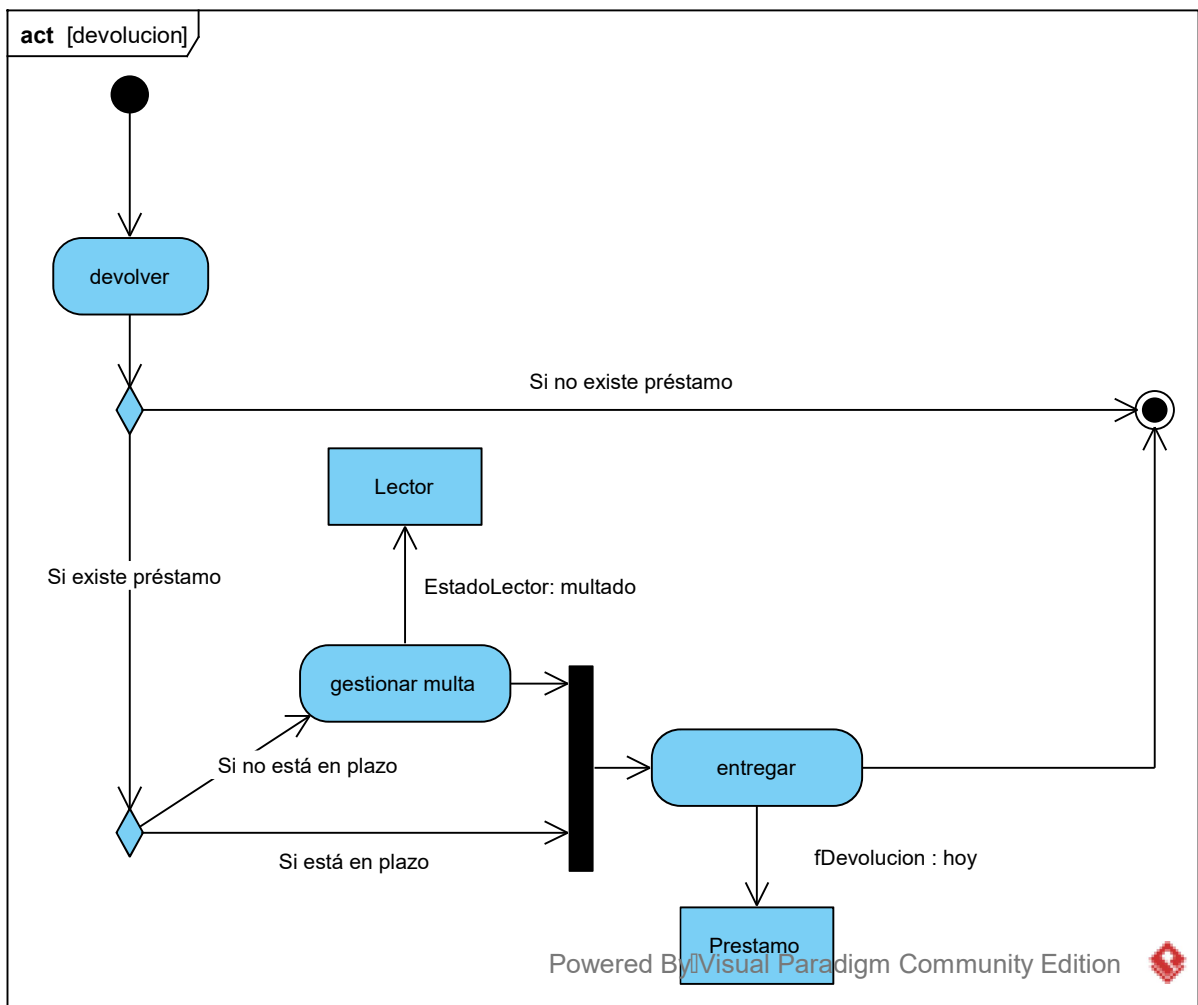 act [devolucion]
devolver
Si no existe préstamo
Lector
Si existe préstamo
EstadoLector: multado
gestionar multa
Si no está en plazo
entregar
Si está en plazo
fDevolucion : hoy
Prestamo
Powered By Visual Paradigm Community Edition